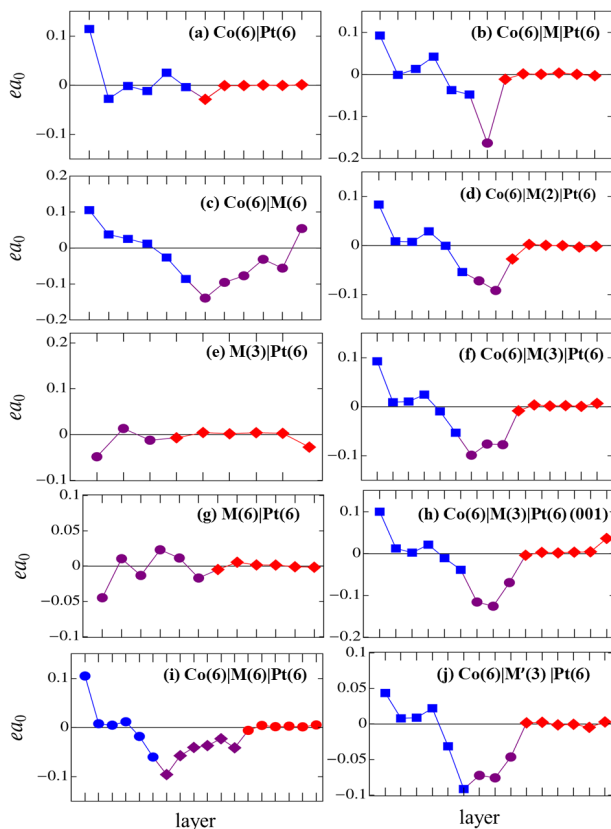 (a) Co(6)|Pt(6)
0.1
0
−0.1
ea0
(b) Co(6)|M|Pt(6)
0.1
0
−0.1
−0.2
(c) Co(6)|M(6)
0.2
0.1
0
−0.1
−0.2
ea0
(d) Co(6)|M(2)|Pt(6)
0.1
0
−0.1
(e) M(3)|Pt(6)
0.2
0.1
0
−0.1
ea0
(f) Co(6)|M(3)|Pt(6)
0.1
0
−0.1
(g) M(6)|Pt(6)
0.1
0.05
0
−0.05
−0.1
ea0
(h) Co(6)|M(3)|Pt(6) (001)
0.1
0
−0.1
−0.2
(i) Co(6)|M(6)|Pt(6)
0.1
0
−0.1
ea0
layer
(j) Co(6)|M′(3) |Pt(6)
0.05
0
−0.05
−0.1
layer